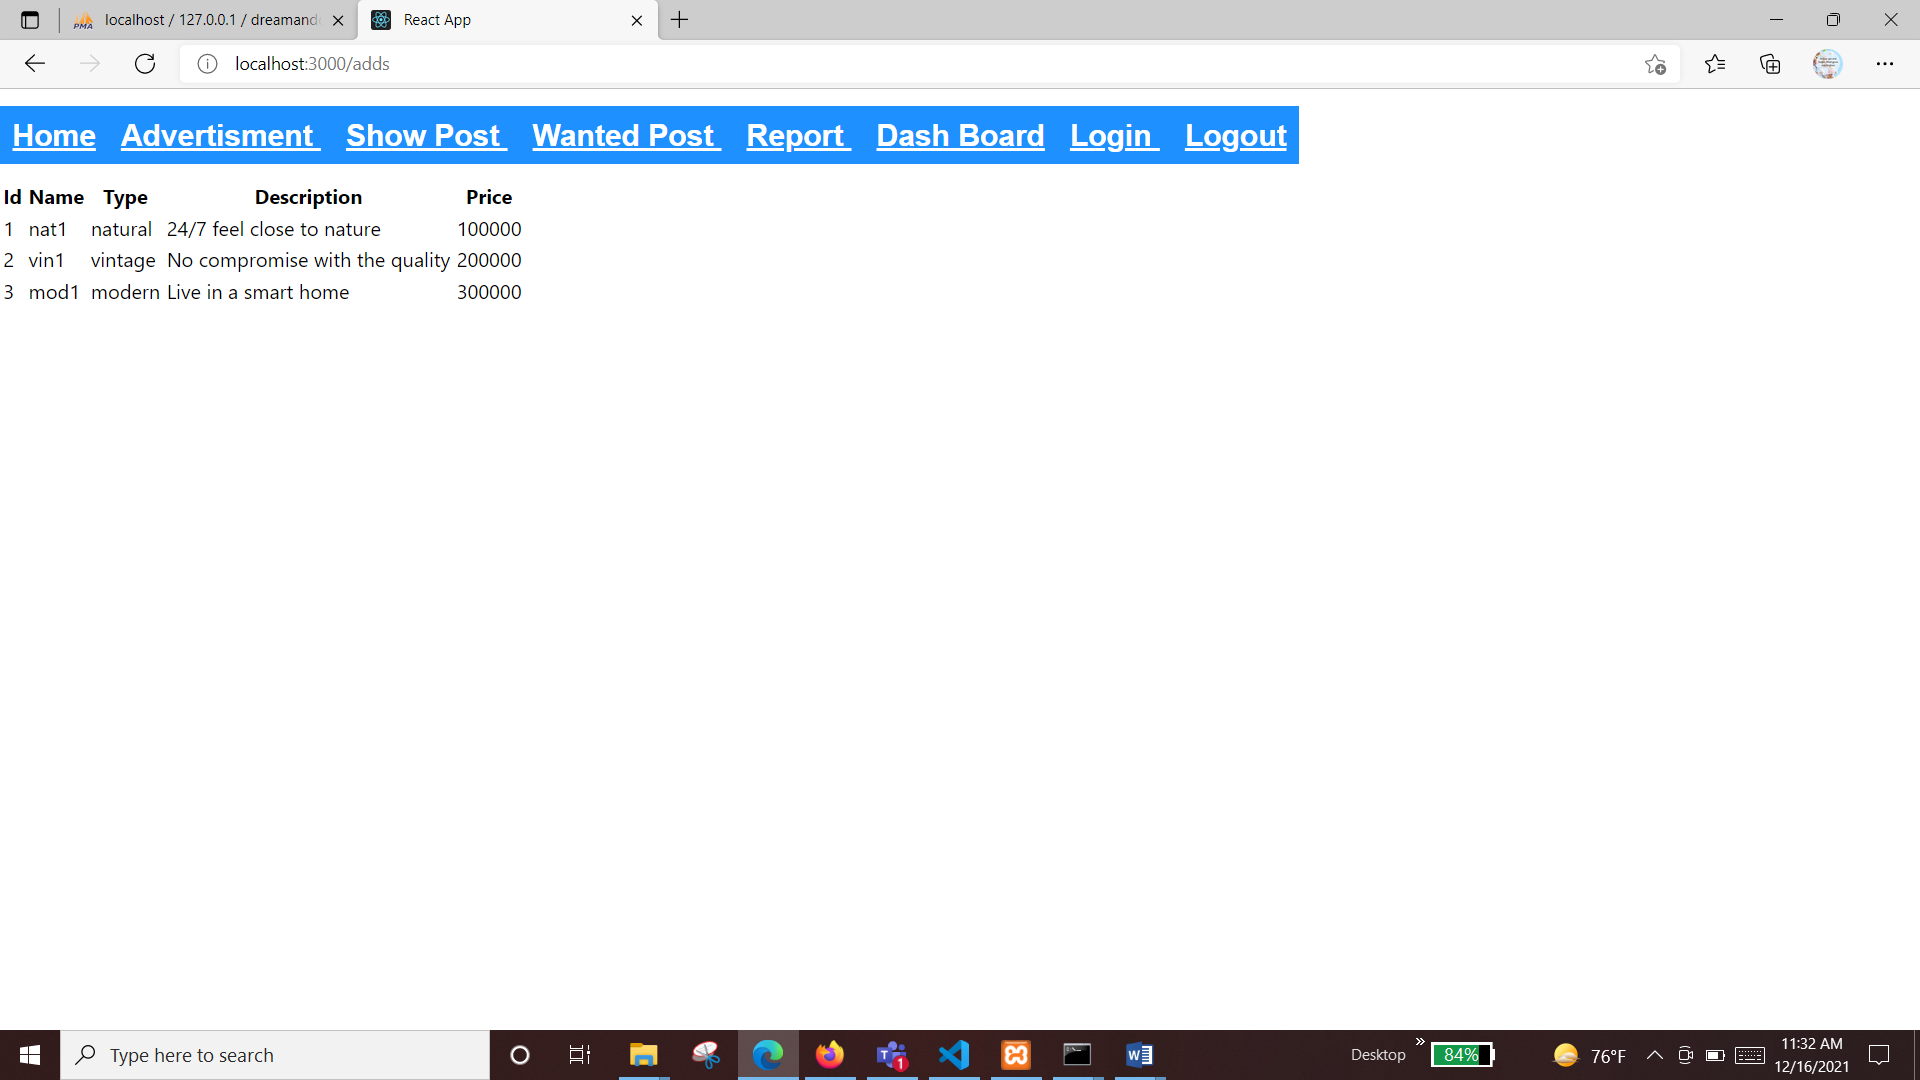 localhost / 127.0.0.1 / dreamand
React App
localhost:3000/adds
Home Advertisment Show Post Wanted Post Report Dash Board Login Logout
Id Name Type Description Price
1 nat1 natural 24/7 feel close to nature 100000
2 vin1 vintage No compromise with the quality 200000
3 mod1 modern Live in a smart home 300000
Type here to search
Desktop
84%
76°F
11:32 AM
12/16/2021